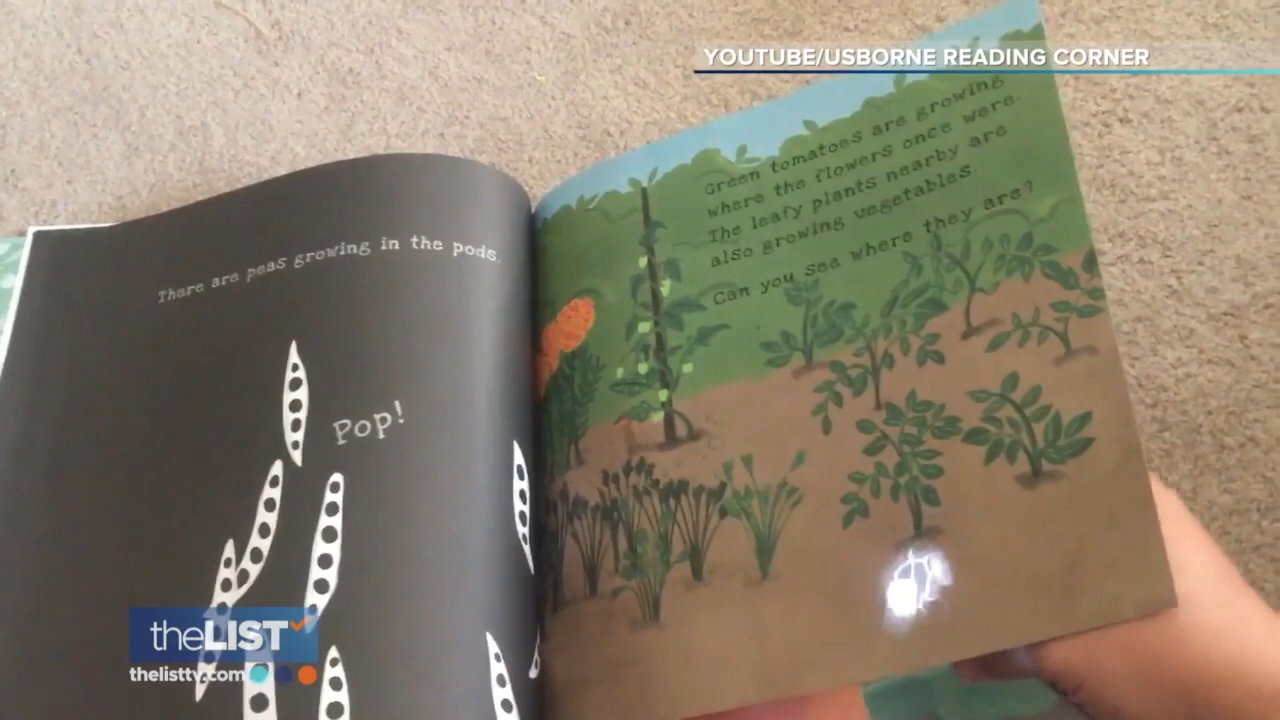 YOUTUBE/USBORNE READING CORNER
There are peas growing in the pods.
Pop!
Green tomatoes are growing
where the flowers once were.
The leafy plants nearby are
also growing vegetables.
Can you see where they are?
theLIST
thelisttv.com